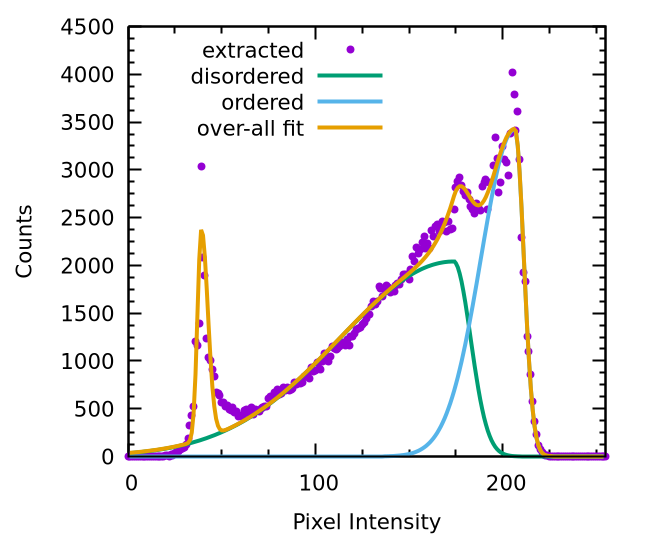 4500
4000
3500
3000
2500
2000
1500
1000
500
0
extracted
disordered
ordered
over-all fit
Counts
0 100 200
Pixel Intensity